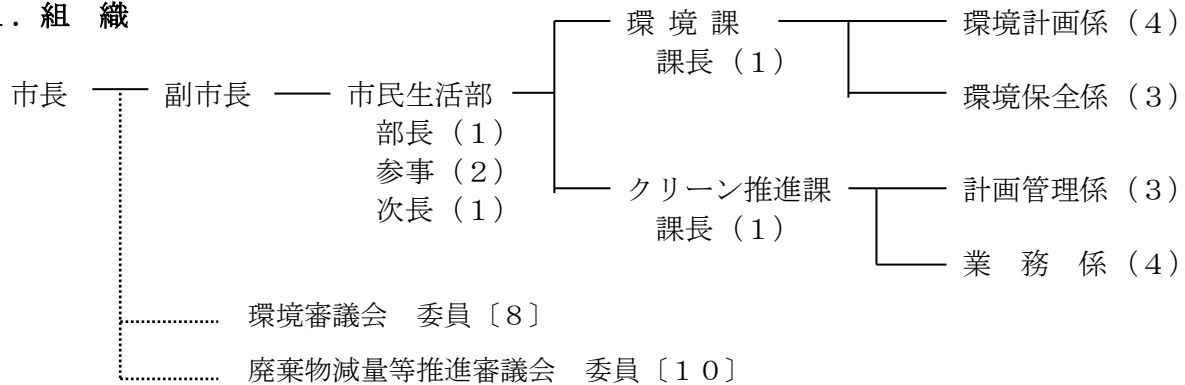 ．組　織
環 境 課
環境計画係（４）
課長（１）
市長
副市長
市民生活部
環境保全係（３）
部長（１）
参事（２）
クリーン推進課
計画管理係（３）
次長（１）
課長（１）
業　務　係（４）
環境審議会　委員〔８〕
廃棄物減量等推進審議会　委員〔１０〕